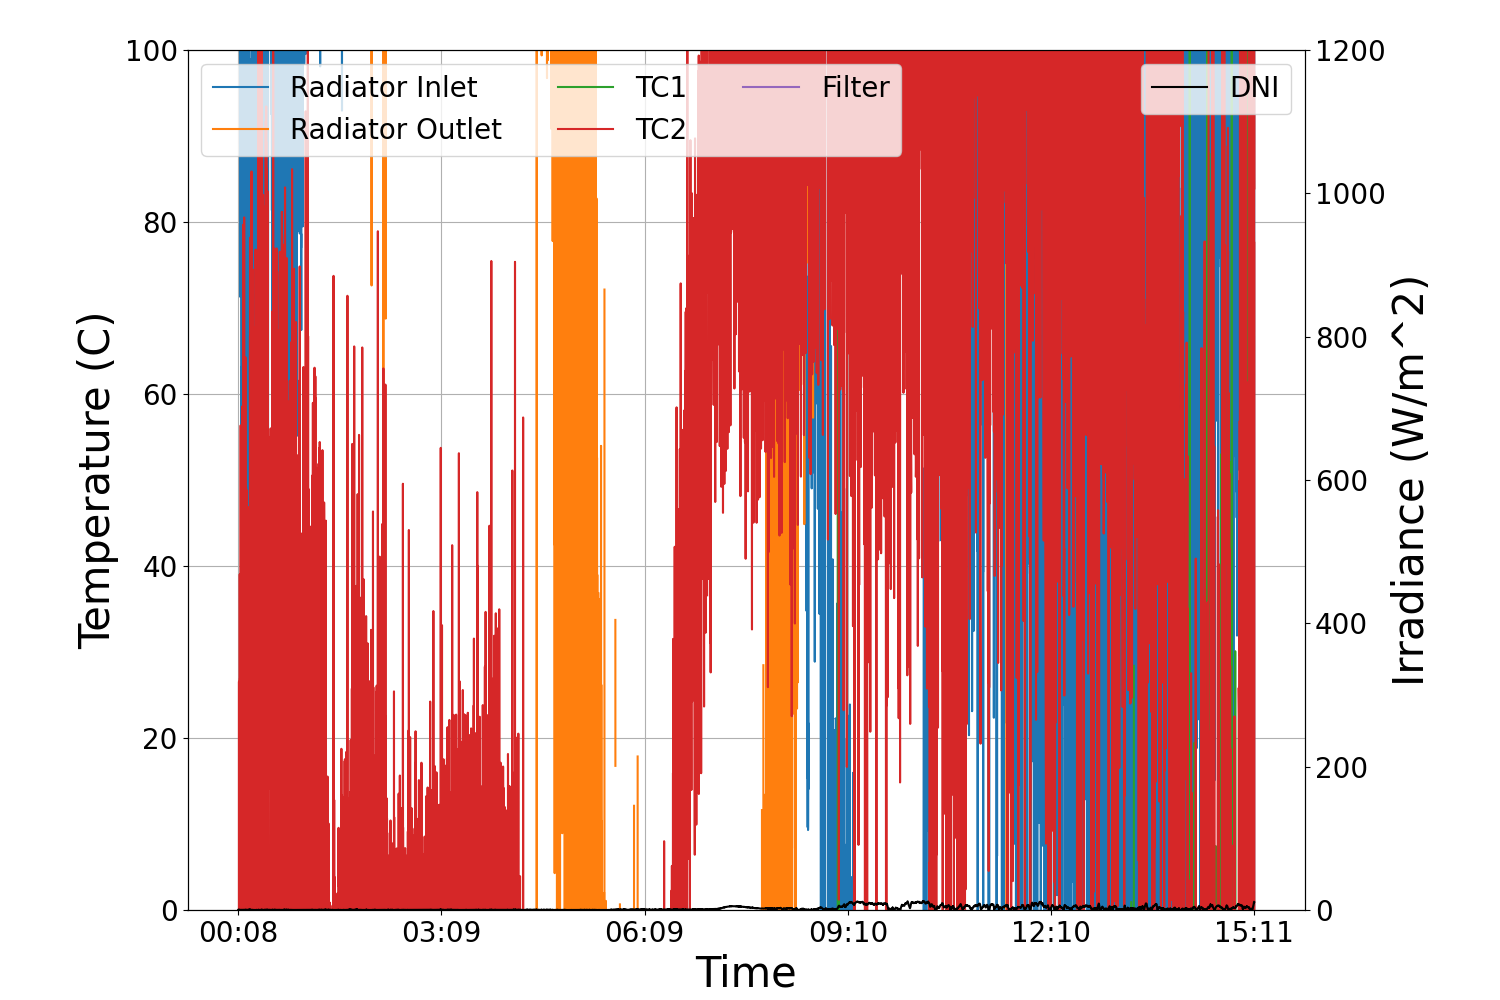 Radiator Inlet
Radiator Outlet
TC1
TC2
Filter
DNI
Temperature (C)
100
80
60
40
20
0
1200
1000
800
600
400
200
0
Irradiance (W/m^2)
00:08 03:09 06:09 09:10 12:10 15:11
Time